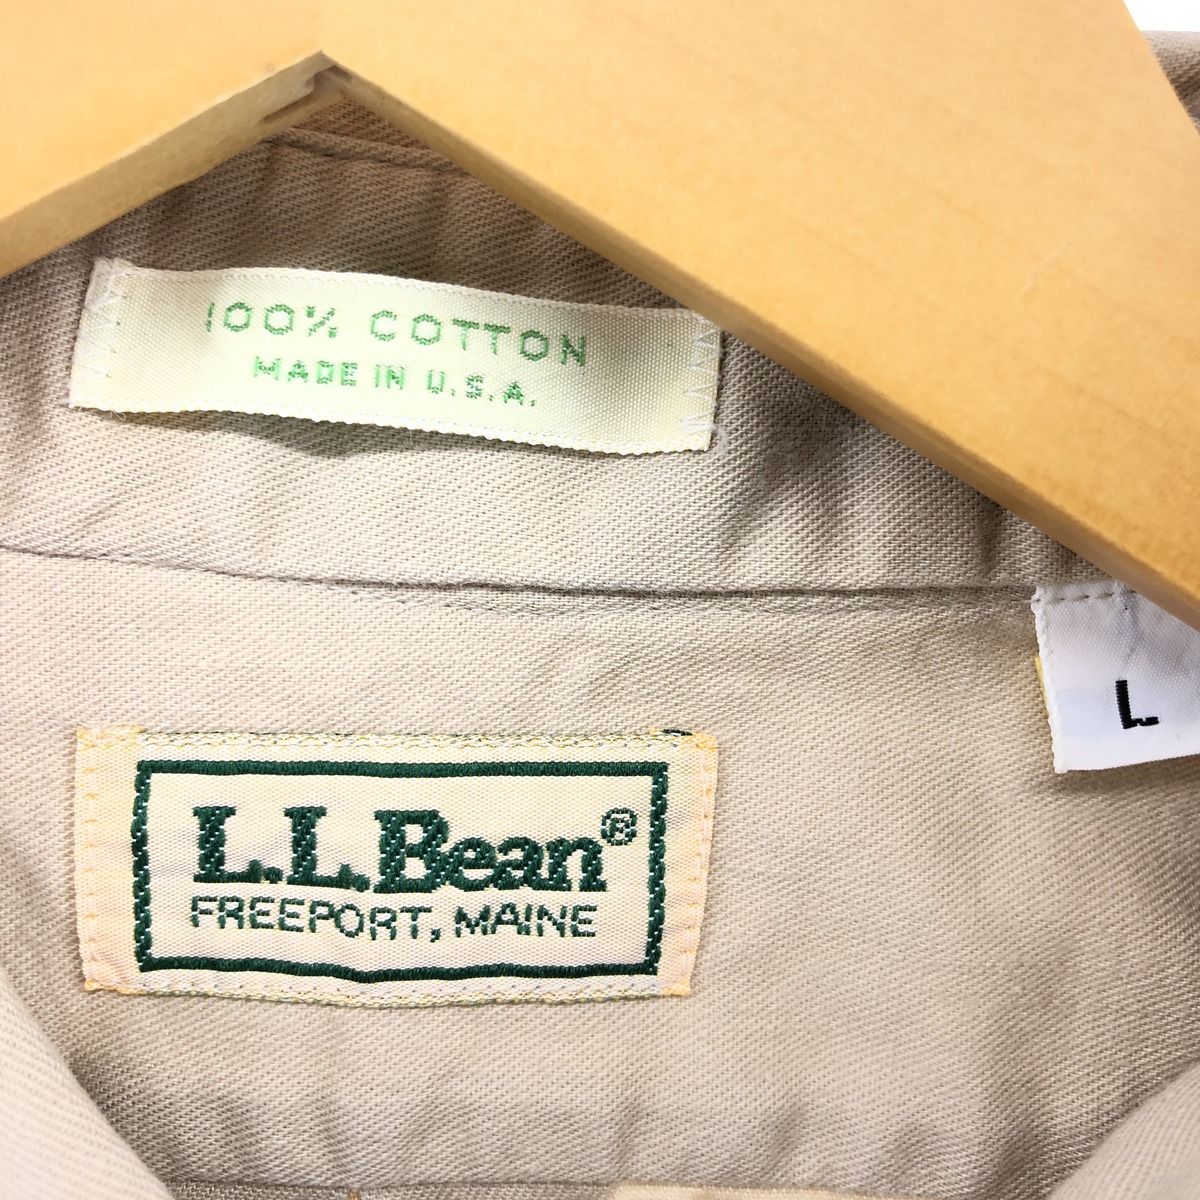 100% COTTON
MADE IN U.S.A.
L
L.L.Bean®
FREEPORT, MAINE